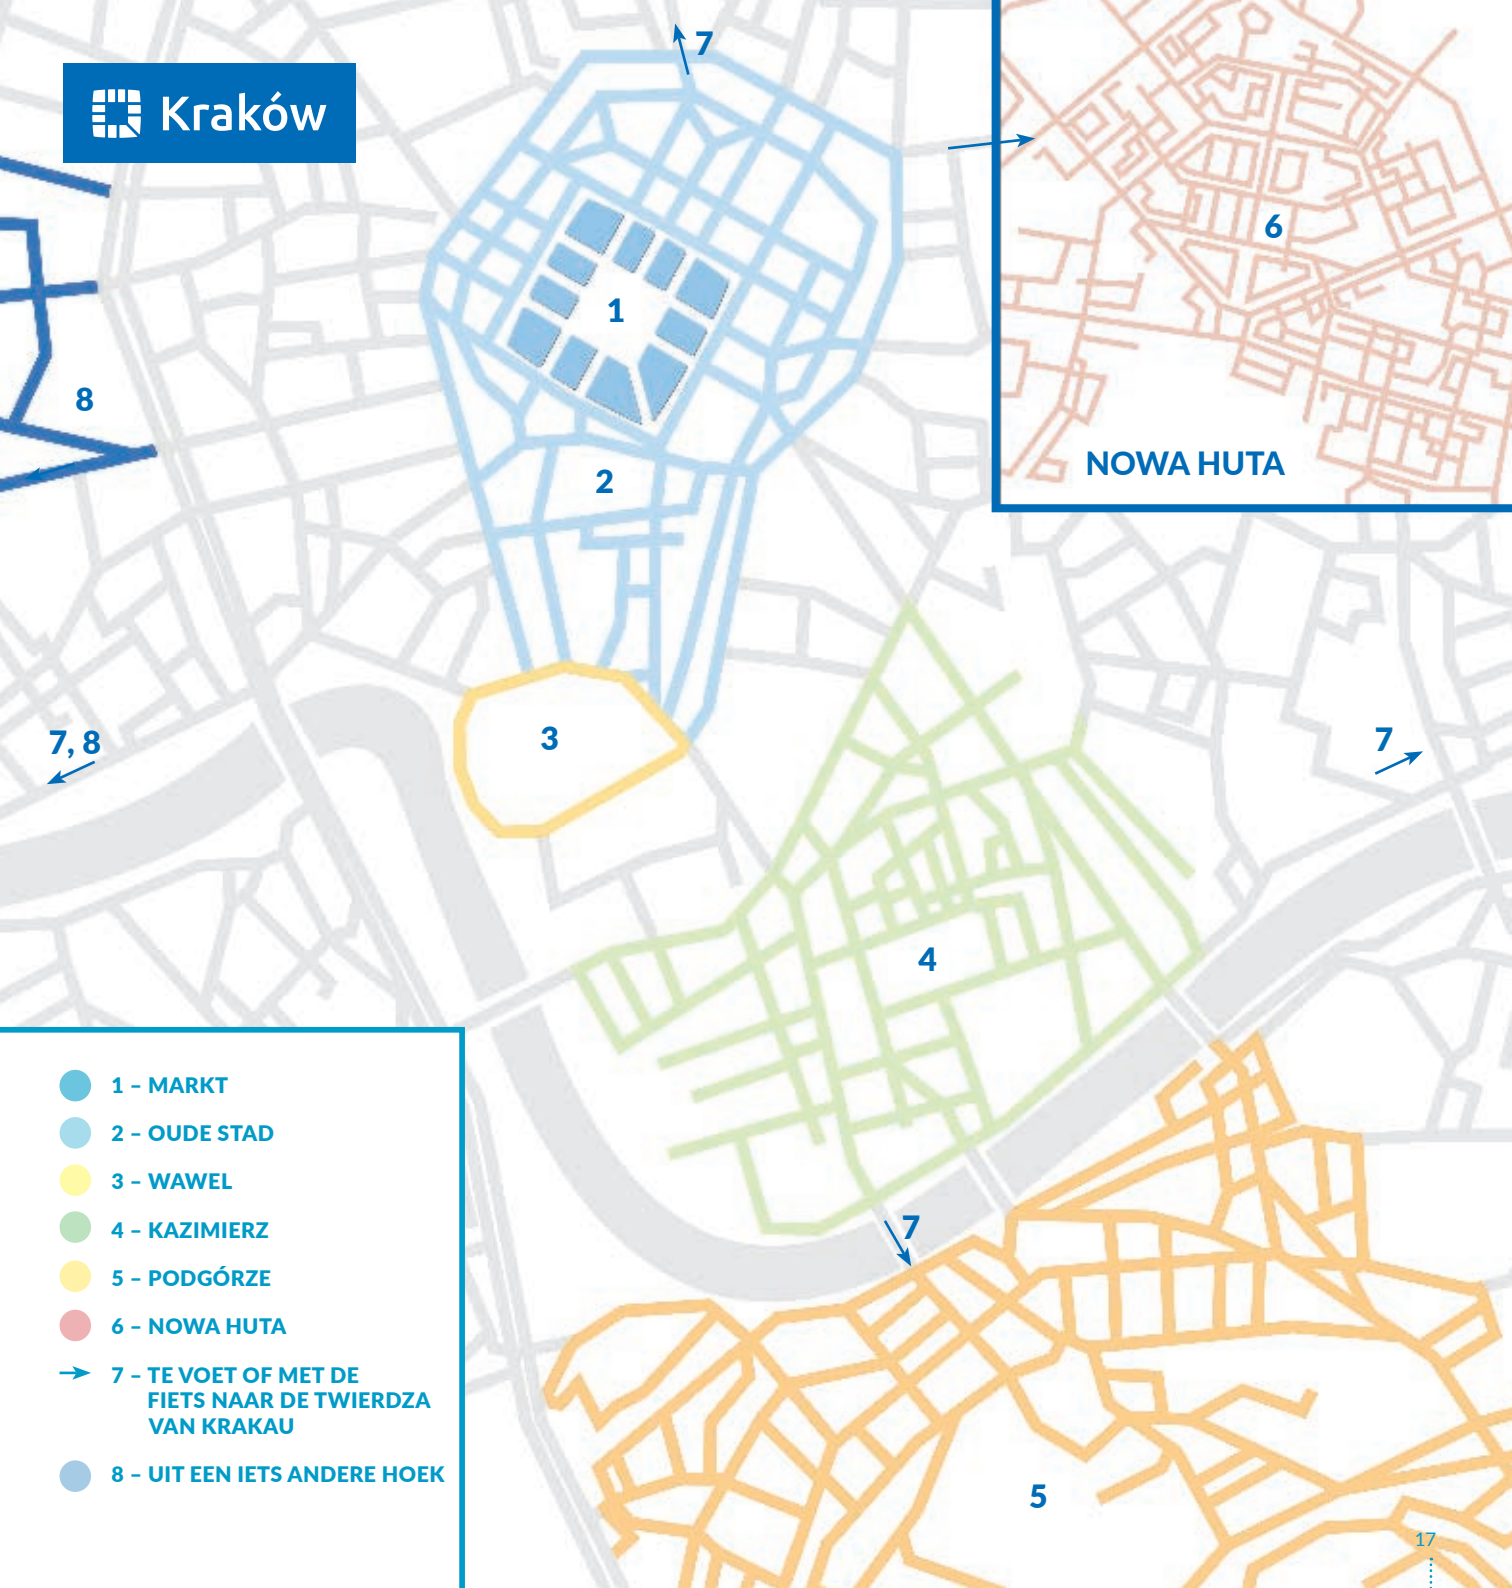 7
Kraków
1
6
8
NOWA HUTA
2
3
7, 8
7
4
7
1 – MARKT
2 – OUDE STAD
3 – WAWEL
4 – KAZIMIERZ
5 – PODGÓRZE
6 – NOWA HUTA
7 – TE VOET OF MET DE
FIETS NAAR DE TWIERDZA
VAN KRAKAU
8 – UIT EEN IETS ANDERE HOEK
5
17